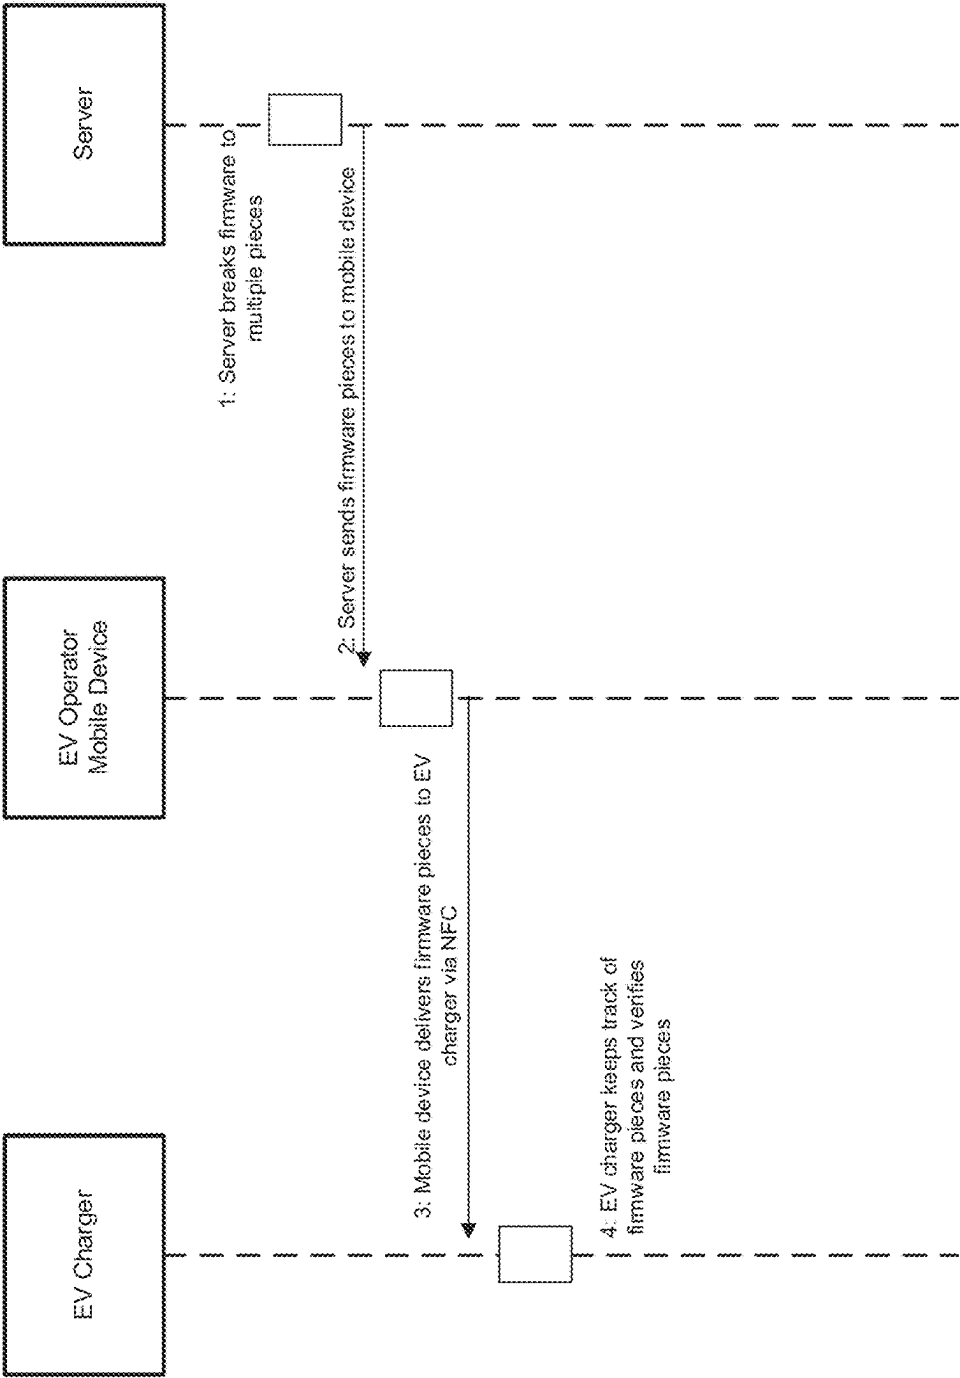 EV Charger
EV Operator
Mobile Device
Server
1: Server breaks firmware to
multiple pieces
2: Server sends firmware pieces to mobile device
3: Mobile device delivers firmware pieces to EV
charger via NFC
4: EV charger keeps track of
firmware pieces and verifies
firmware pieces